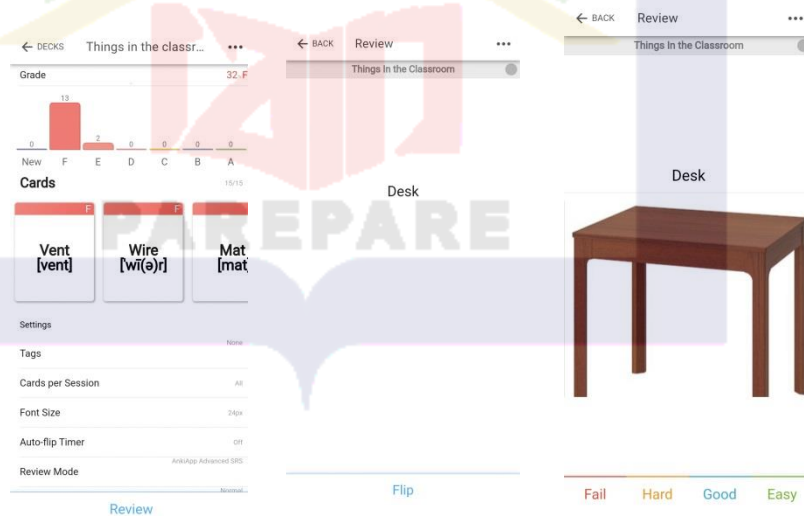 ← DECKS Things in the classr... •••
Grade 32 F
13
0 2 0 0 0 0
New F E D C B A
Cards 15/15
F F
Vent
[vent]
Wire
['wī(ə)r]
Mat
[mat
Settings
None
Tags
Cards per Session All
Font Size 24px
Auto-flip Timer Off
AnkiApp Advanced SRS
Review Mode
Normal
Review
← BACK Review •••
Things In the Classroom
Desk
Flip
← BACK Review •••
Things In the Classroom
Desk
Fail Hard Good Easy
PAREPARE